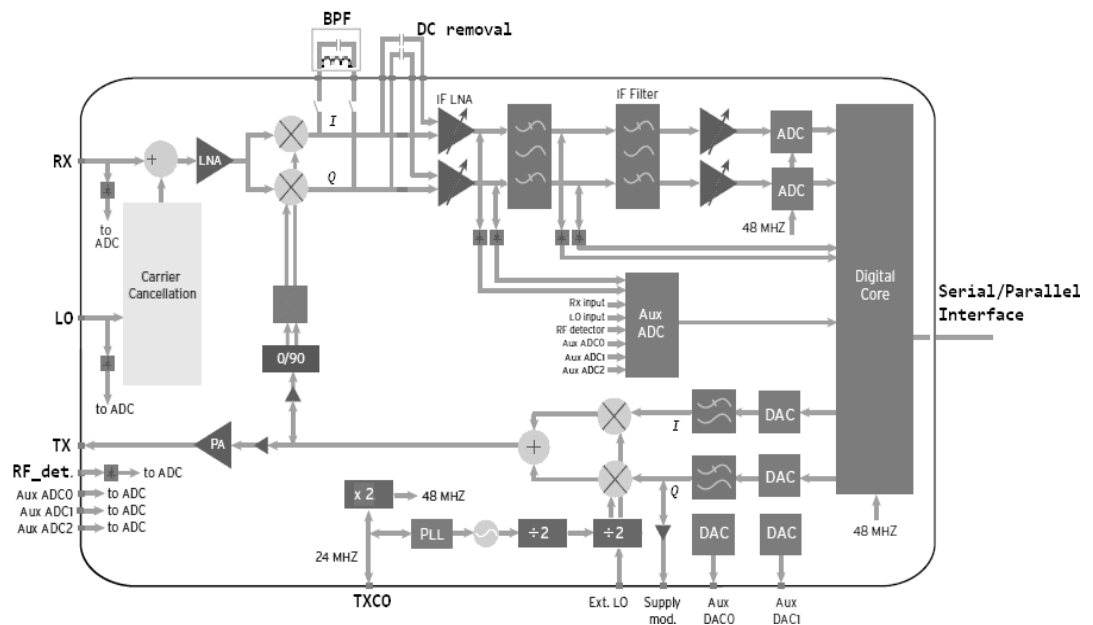 BPF
DC removal
IF LNA
IF Filter
I
RX
LNA
ADC
Q
ADC
to
ADC
48 MHZ
Carrier
Cancellation
Digital
Core
Serial/Parallel
Interface
Rx input
LO input
RF detector
Aux ADC0
Aux ADC1
Aux ADC2
Aux
ADC
LO
0/90
to ADC
I
DAC
TX
PA
RF_det.
to ADC
Q
DAC
Aux ADC0
to ADC
Aux ADC1
to ADC
Aux ADC2
to ADC
x 2
48 MHZ
PLL
÷2
÷2
DAC
DAC
48 MHZ
24 MHZ
TXCO
Ext. LO
Supply
mod.
Aux
DAC0
Aux
DAC1